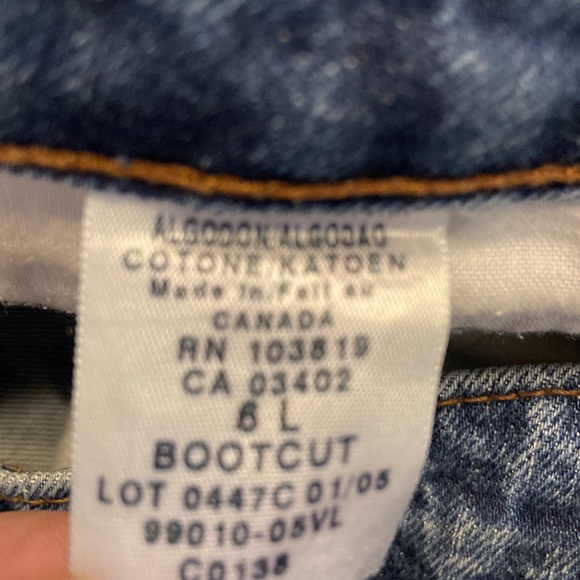 ALGODON/ALGODAO
COTONE/KATOEN
Made in/Fait au
CANADA
RN 103819
CA 03402
6 L
BOOTCUT
LOT 0447C 01/05
99010-05VL
C0138